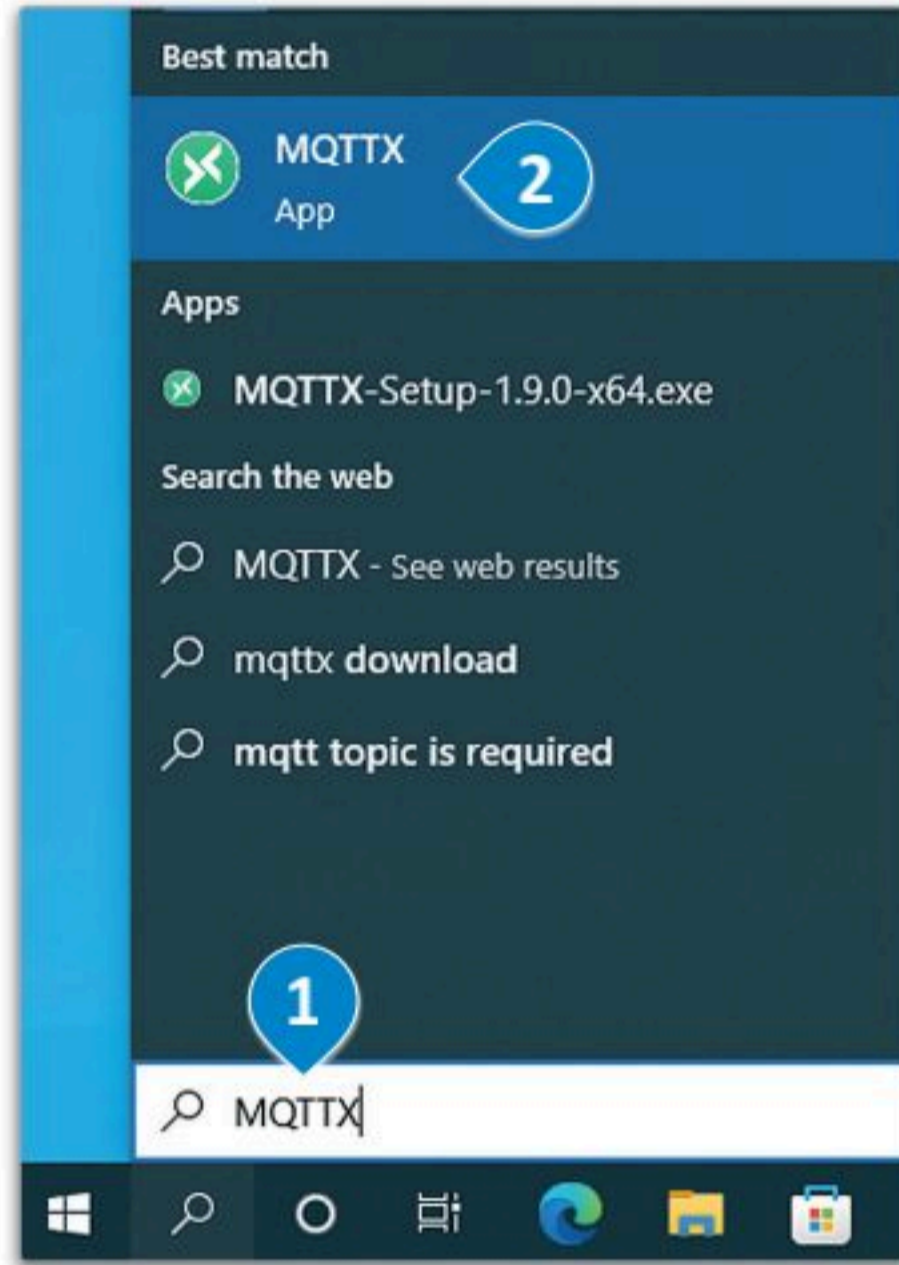 Best match
MQTTX
App
2
Apps
MQTTX-Setup-1.9.0-x64.exe
Search the web
MQTTX - See web results
mqttx download
mqtt topic is required
1
MQTTX